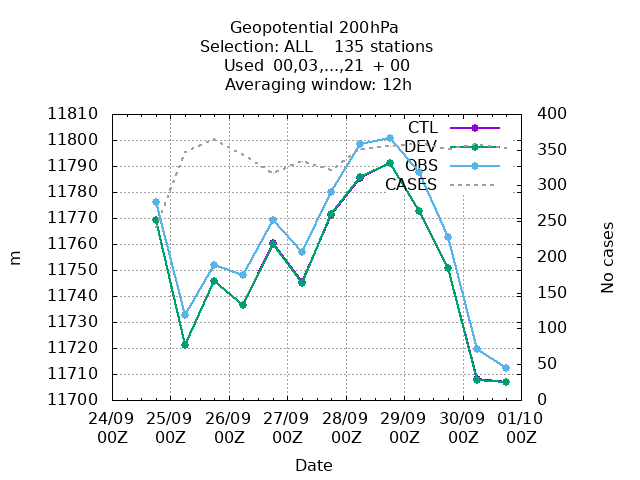 Geopotential 200hPa
Selection: ALL    135 stations
Used  00,03,...,21  + 00
Averaging window: 12h
11810
11800
11790
11780
11770
11760
11750
11740
11730
11720
11710
11700
400
350
300
250
200
150
100
50
0
CTL
DEV
OBS
CASES
m
No cases
24/09 25/09 26/09 27/09 28/09 29/09 30/09 01/10
00Z 00Z 00Z 00Z 00Z 00Z 00Z 00Z
Date